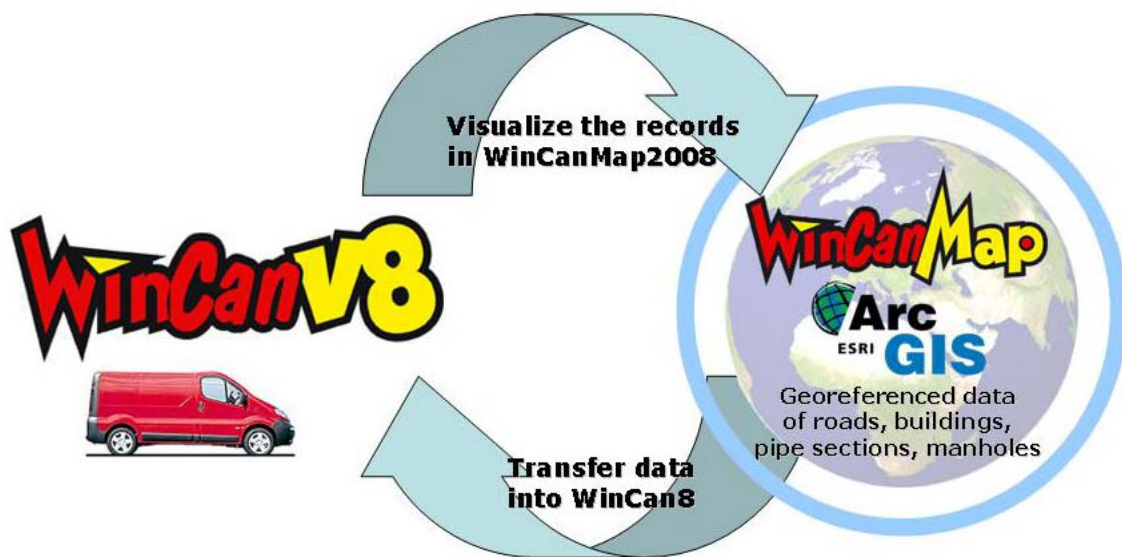 Visualize the records
in WinCanMap2008
WinCanV8
WinCanMap
Arc
ESRI GIS
Georeferenced data
of roads, buildings,
pipe sections, manholes
Transfer data
into WinCan8